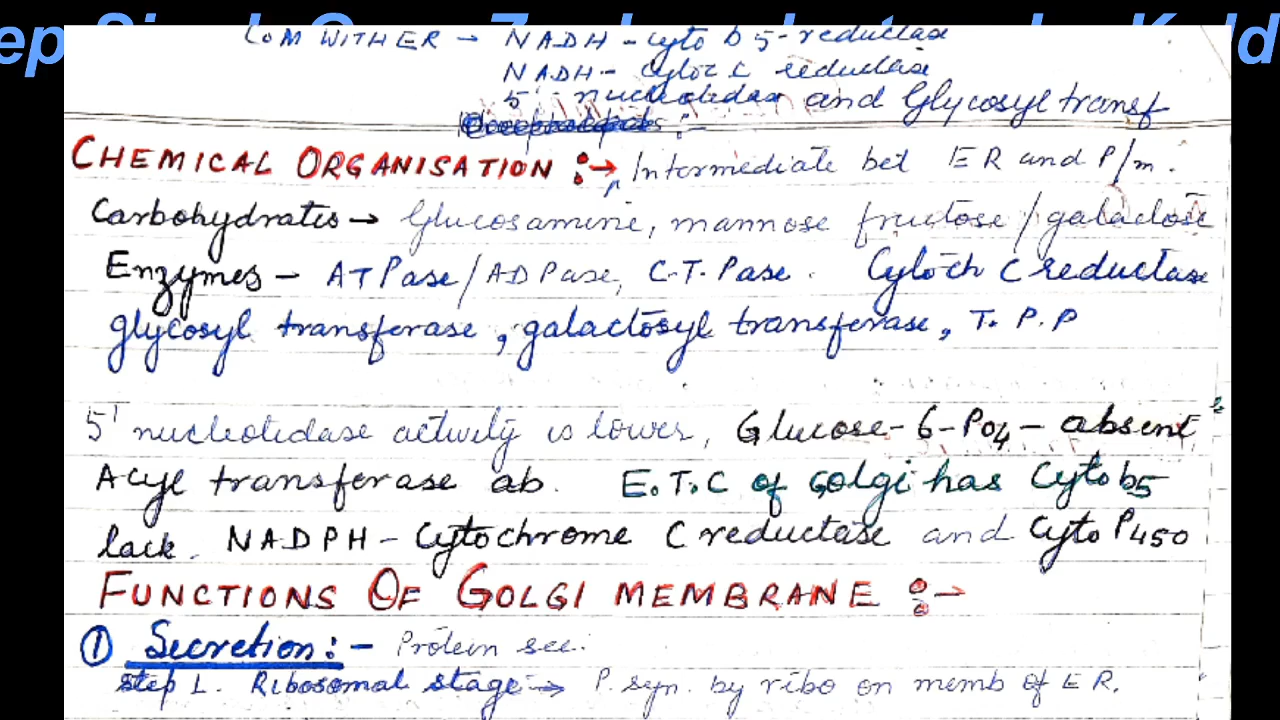 COM WITH ER → NADH - cyto b5-reductase
NADH - cyto c C reductase
5' - nucleotidase and Glycosyl transf
CHEMICAL ORGANISATION :→ Intermediate bet ER and P/m.
Carbohydrates → Glucosamine, mannose fructose / galactose
Enzymes - ATPase/ADPase, C.T.Pase. Cytoch C reductase
glycosyl transferase, galactosyl transferase, T.P.P
5' nucleotidase activity is lower, Glucose-6-PO4 - absent
Acyl transferase ab. E.T.C of golgi has Cyto b5
lack. NADPH - Cytochrome C reductase and Cyto P450
FUNCTIONS OF GOLGI MEMBRANE :-
① Secretion :- Protein sec.
step 1. Ribosomal stage → P. syn. by ribo on memb of ER.